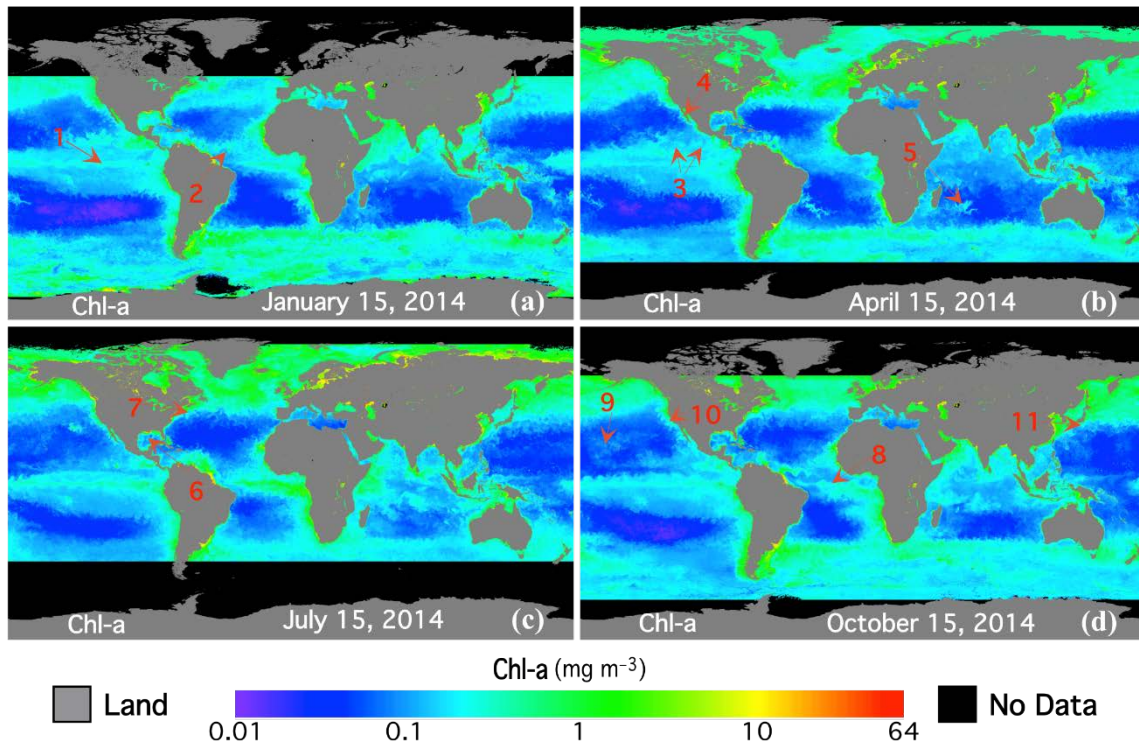 1
2
Chl-a January 15, 2014 (a)
4
3
5
Chl-a April 15, 2014 (b)
7
6
Chl-a July 15, 2014 (c)
9
10
11
8
Chl-a October 15, 2014 (d)
Chl-a (mg m⁻³)
Land
0.01 0.1 1 10 64
No Data